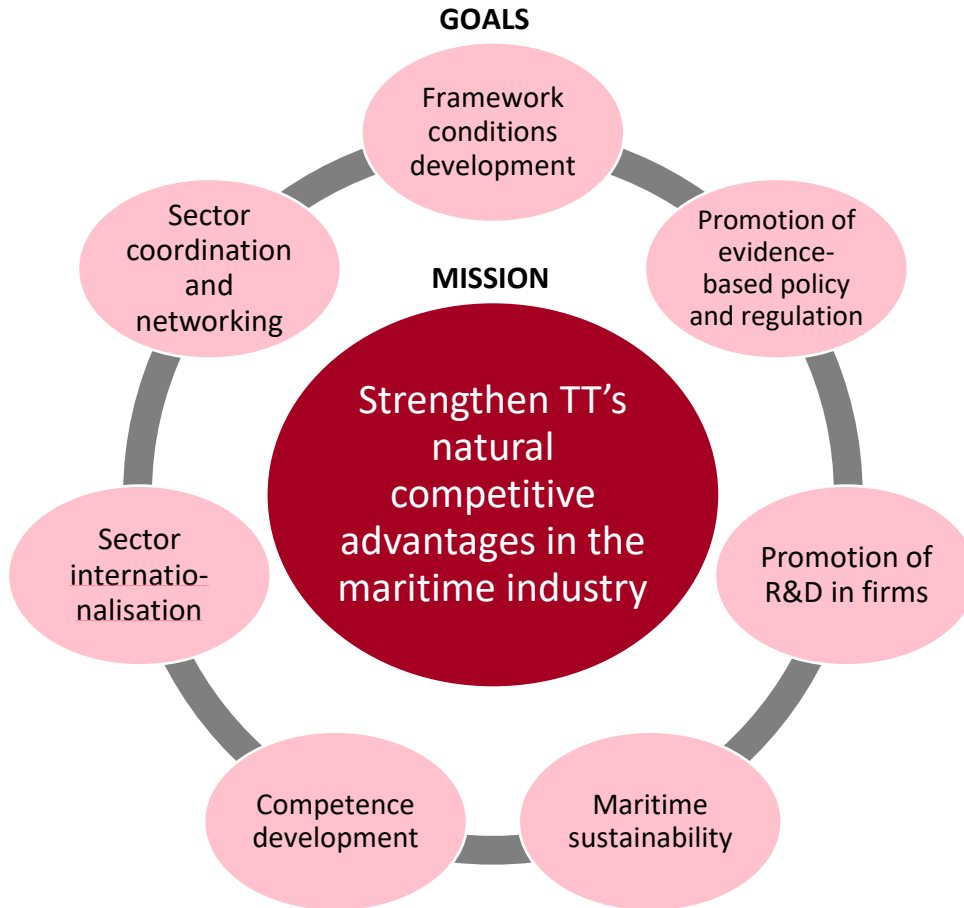 GOALS
Framework
conditions
development
Promotion of
evidence-
based policy
and regulation
Promotion of
R&D in firms
Maritime
sustainability
Competence
development
Sector
internatio-
nalisation
Sector
coordination
and
networking
MISSION
Strengthen TT’s
natural
competitive
advantages in the
maritime industry